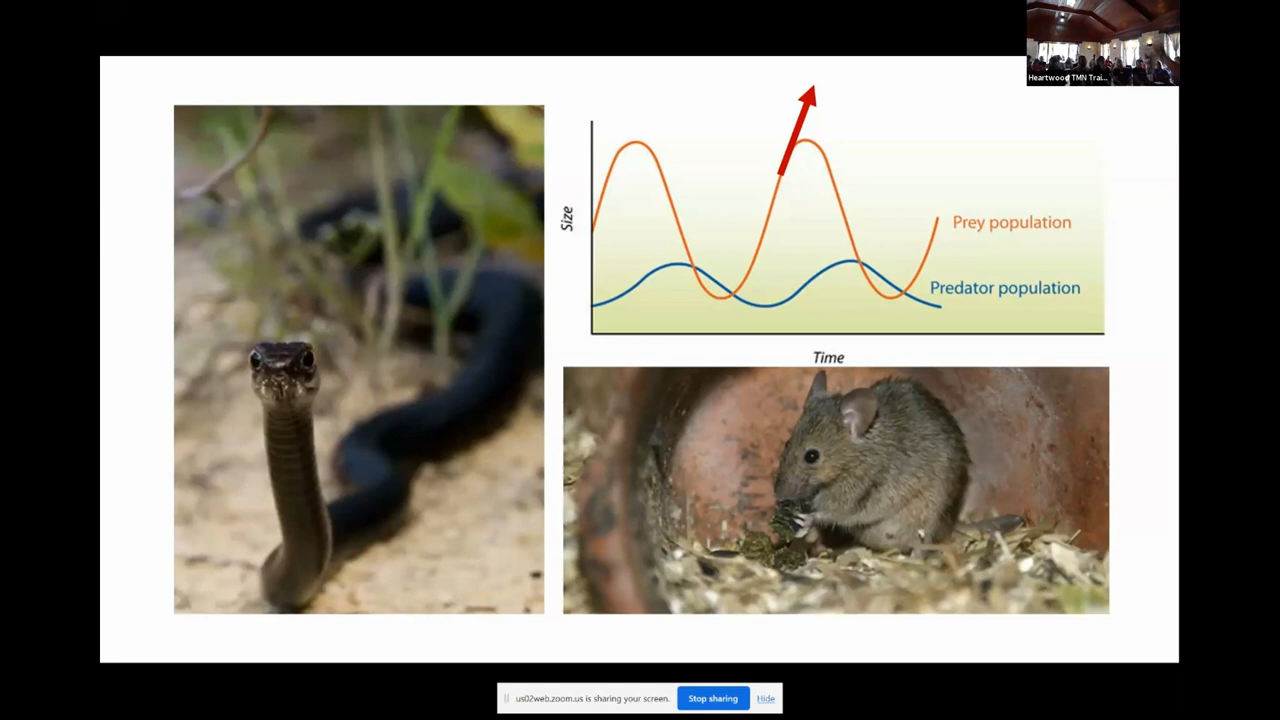 Heartwood TMN Trai...
Size
Prey population
Predator population
Time
us02web.zoom.us is sharing your screen.
Stop sharing
Hide